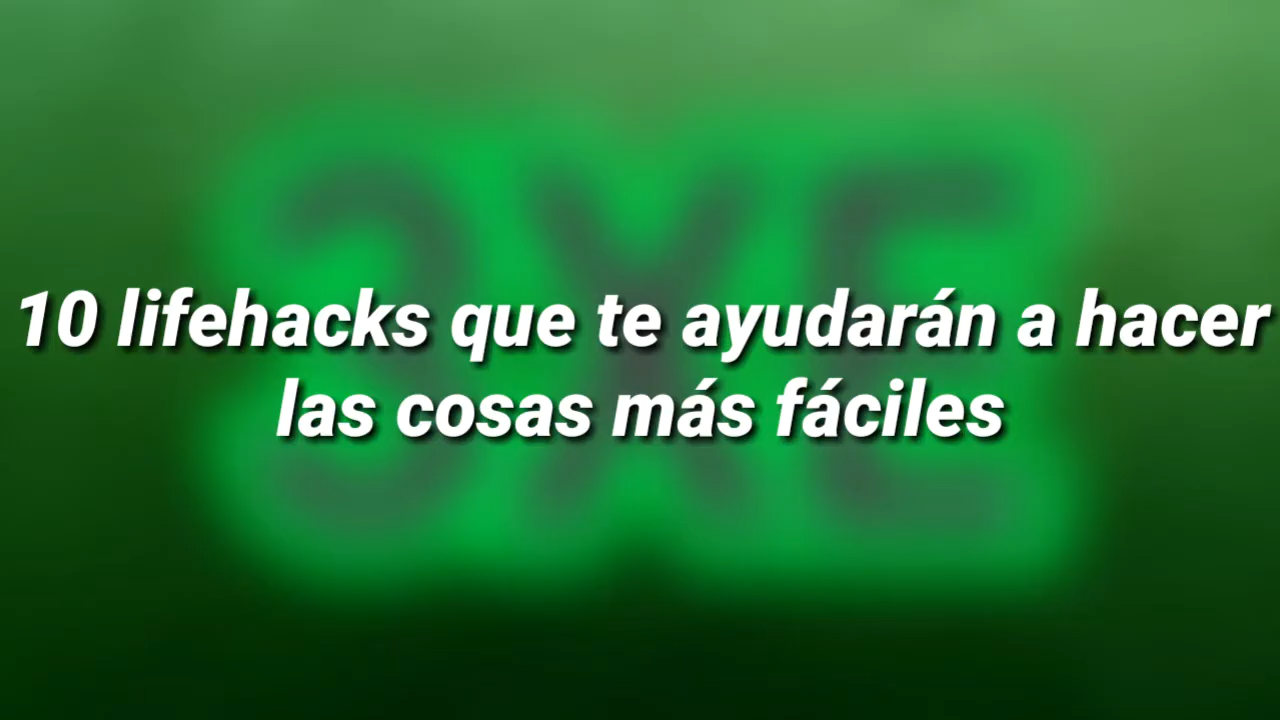 10 lifehacks que te ayudarán a hacer
las cosas más fáciles